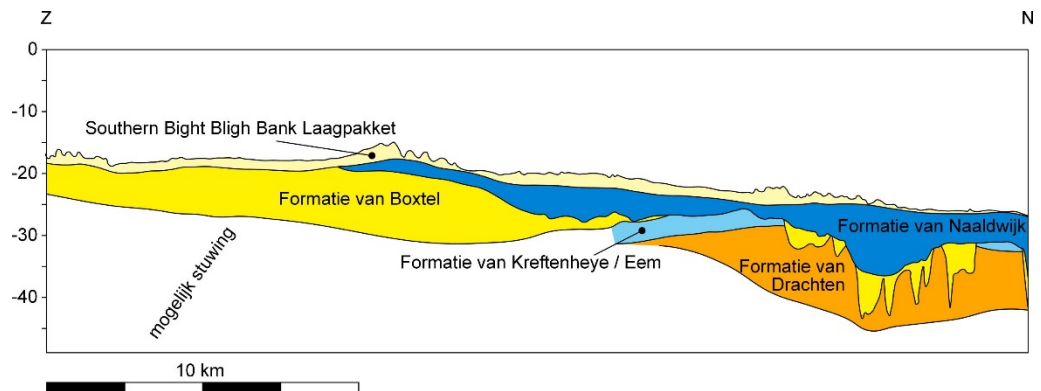 Z
N
0
-10
-20
-30
-40
Southern Bight Bligh Bank Laagpakket
Formatie van Boxtel
Formatie van Naaldwijk
Formatie van Kreftenheye / Eem
Formatie van
Drachten
mogelijk stuwing
10 km